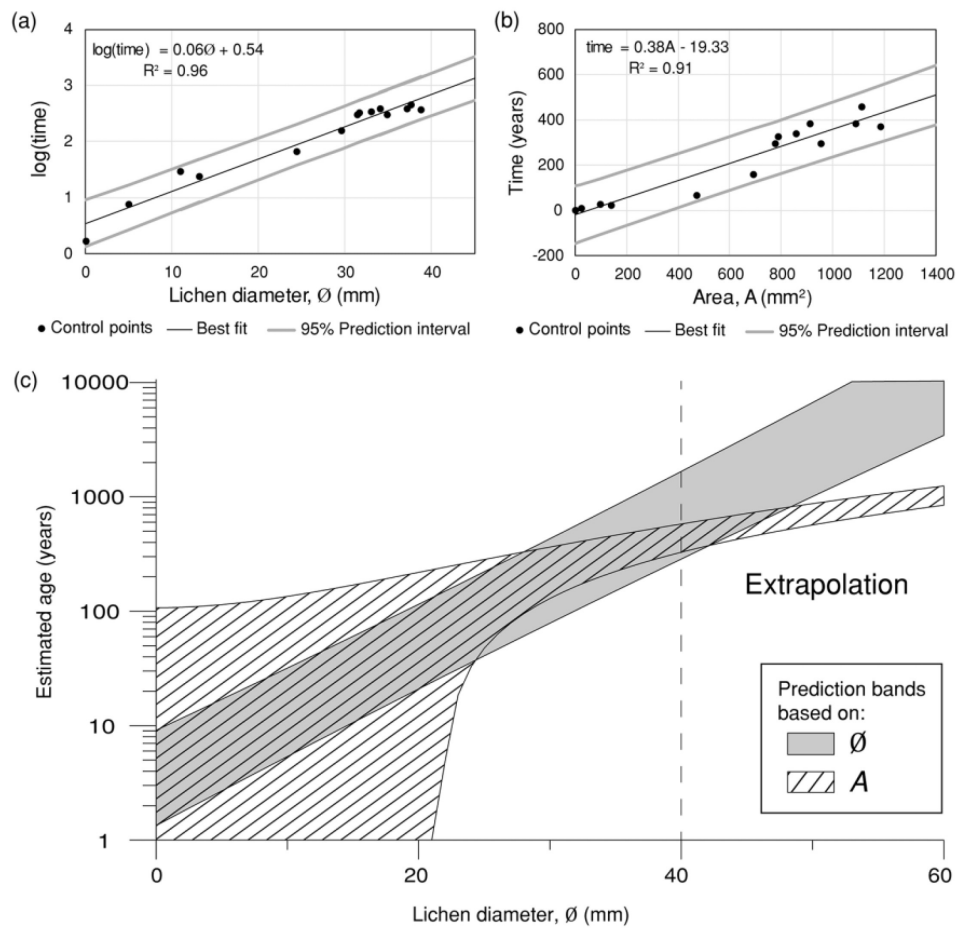 (a)
log(time) = 0.06Ø + 0.54
R² = 0.96
log(time)
4
3
2
1
0
0 10 20 30 40
Lichen diameter, Ø (mm)
Control points Best fit 95% Prediction interval
(b)
time = 0.38A - 19.33
R² = 0.91
Time (years)
800
600
400
200
0
-200
0 200 400 600 800 1000 1200 1400
Area, A (mm²)
Control points Best fit 95% Prediction interval
(c)
Estimated age (years)
10000
1000
100
10
1
Extrapolation
Prediction bands
based on:
Ø
A
0 20 40 60
Lichen diameter, Ø (mm)